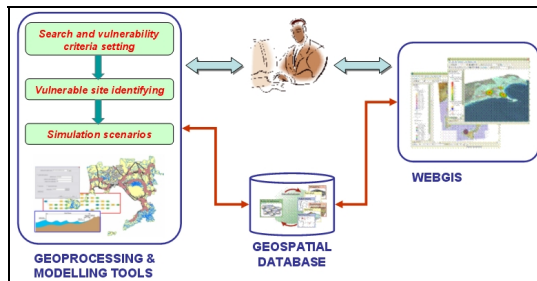 Search and vulnerability
criteria setting
Vulnerable site identifying
Simulation scenarios
GEOPROCESSING &
MODELLING TOOLS
GEOSPATIAL
DATABASE
WEBGIS